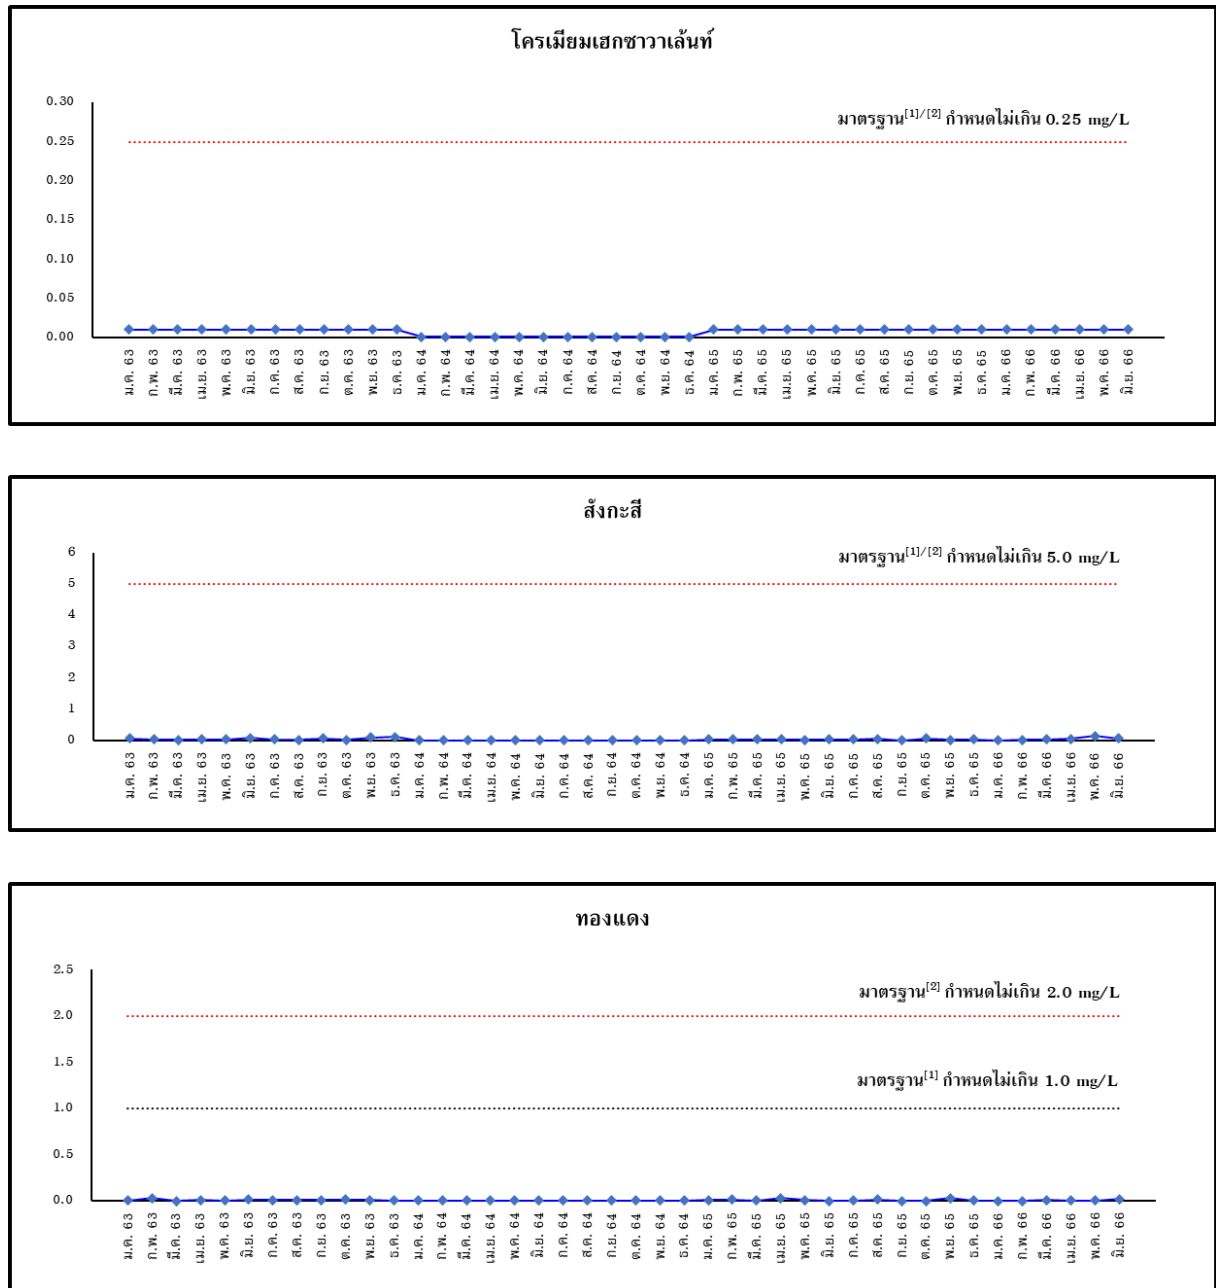 โครเมียมเฮกซาวาเล้นท์
0.30
มาตรฐาน[1]/[2] กำหนดไม่เกิน 0.25 mg/L
0.25
0.20
0.15
0.10
0.05
0.00
ม.ค. 63 ก.พ. 63 มี.ค. 63 เม.ย. 63 พ.ค. 63 มิ.ย. 63 ก.ค. 63 ส.ค. 63 ก.ย. 63 ต.ค. 63 พ.ย. 63 ธ.ค. 63 ม.ค. 64 ก.พ. 64 มี.ค. 64 เม.ย. 64 พ.ค. 64 มิ.ย. 64 ก.ค. 64 ส.ค. 64 ก.ย. 64 ต.ค. 64 พ.ย. 64 ธ.ค. 64 ม.ค. 65 ก.พ. 65 มี.ค. 65 เม.ย. 65 พ.ค. 65 มิ.ย. 65 ก.ค. 65 ส.ค. 65 ก.ย. 65 ต.ค. 65 พ.ย. 65 ธ.ค. 65 ม.ค. 66 ก.พ. 66 มี.ค. 66 เม.ย. 66 พ.ค. 66 มิ.ย. 66
สังกะสี
6
มาตรฐาน[1]/[2] กำหนดไม่เกิน 5.0 mg/L
5
4
3
2
1
0
ม.ค. 63 ก.พ. 63 มี.ค. 63 เม.ย. 63 พ.ค. 63 มิ.ย. 63 ก.ค. 63 ส.ค. 63 ก.ย. 63 ต.ค. 63 พ.ย. 63 ธ.ค. 63 ม.ค. 64 ก.พ. 64 มี.ค. 64 เม.ย. 64 พ.ค. 64 มิ.ย. 64 ก.ค. 64 ส.ค. 64 ก.ย. 64 ต.ค. 64 พ.ย. 64 ธ.ค. 64 ม.ค. 65 ก.พ. 65 มี.ค. 65 เม.ย. 65 พ.ค. 65 มิ.ย. 65 ก.ค. 65 ส.ค. 65 ก.ย. 65 ต.ค. 65 พ.ย. 65 ธ.ค. 65 ม.ค. 66 ก.พ. 66 มี.ค. 66 เม.ย. 66 พ.ค. 66 มิ.ย. 66
ทองแดง
2.5
มาตรฐาน[2] กำหนดไม่เกิน 2.0 mg/L
2.0
1.5
มาตรฐาน[1] กำหนดไม่เกิน 1.0 mg/L
1.0
0.5
0.0
ม.ค. 63 ก.พ. 63 มี.ค. 63 เม.ย. 63 พ.ค. 63 มิ.ย. 63 ก.ค. 63 ส.ค. 63 ก.ย. 63 ต.ค. 63 พ.ย. 63 ธ.ค. 63 ม.ค. 64 ก.พ. 64 มี.ค. 64 เม.ย. 64 พ.ค. 64 มิ.ย. 64 ก.ค. 64 ส.ค. 64 ก.ย. 64 ต.ค. 64 พ.ย. 64 ธ.ค. 64 ม.ค. 65 ก.พ. 65 มี.ค. 65 เม.ย. 65 พ.ค. 65 มิ.ย. 65 ก.ค. 65 ส.ค. 65 ก.ย. 65 ต.ค. 65 พ.ย. 65 ธ.ค. 65 ม.ค. 66 ก.พ. 66 มี.ค. 66 เม.ย. 66 พ.ค. 66 มิ.ย. 66